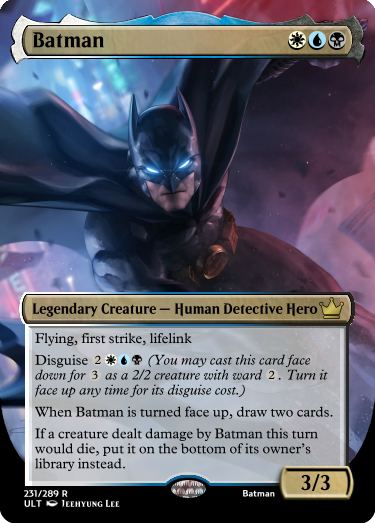 Batman
Legendary Creature — Human Detective Hero
Flying, first strike, lifelink
Disguise 2 (You may cast this card face
down for 3 as a 2/2 creature with ward 2. Turn it
face up any time for its disguise cost.)
When Batman is turned face up, draw two cards.
If a creature dealt damage by Batman this turn
would die, put it on the bottom of its owner's
library instead.
3/3
231/289 R
ULT Jeehyung Lee
Batman